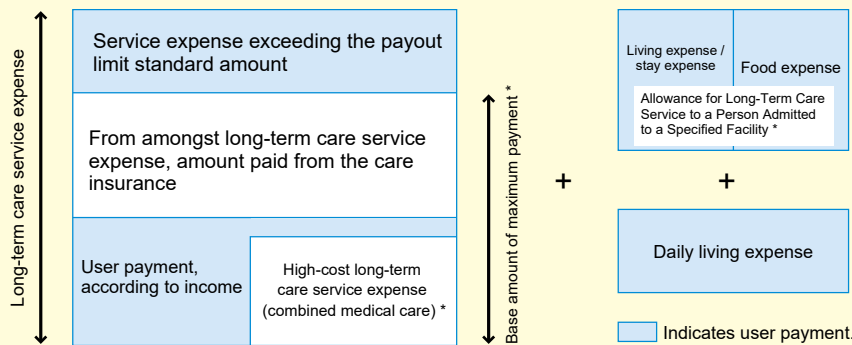 Long-term care service expense
Service expense exceeding the payout
limit standard amount
From amongst long-term care service
expense, amount paid from the care
insurance
User payment,
according to income
High-cost long-term
care service expense
(combined medical care) *
Base amount of maximum payment *
+
Living expense /
stay expense
Food expense
Allowance for Long-Term Care
Service to a Person Admitted
to a Specified Facility *
+
Daily living expense
Indicates user payment.